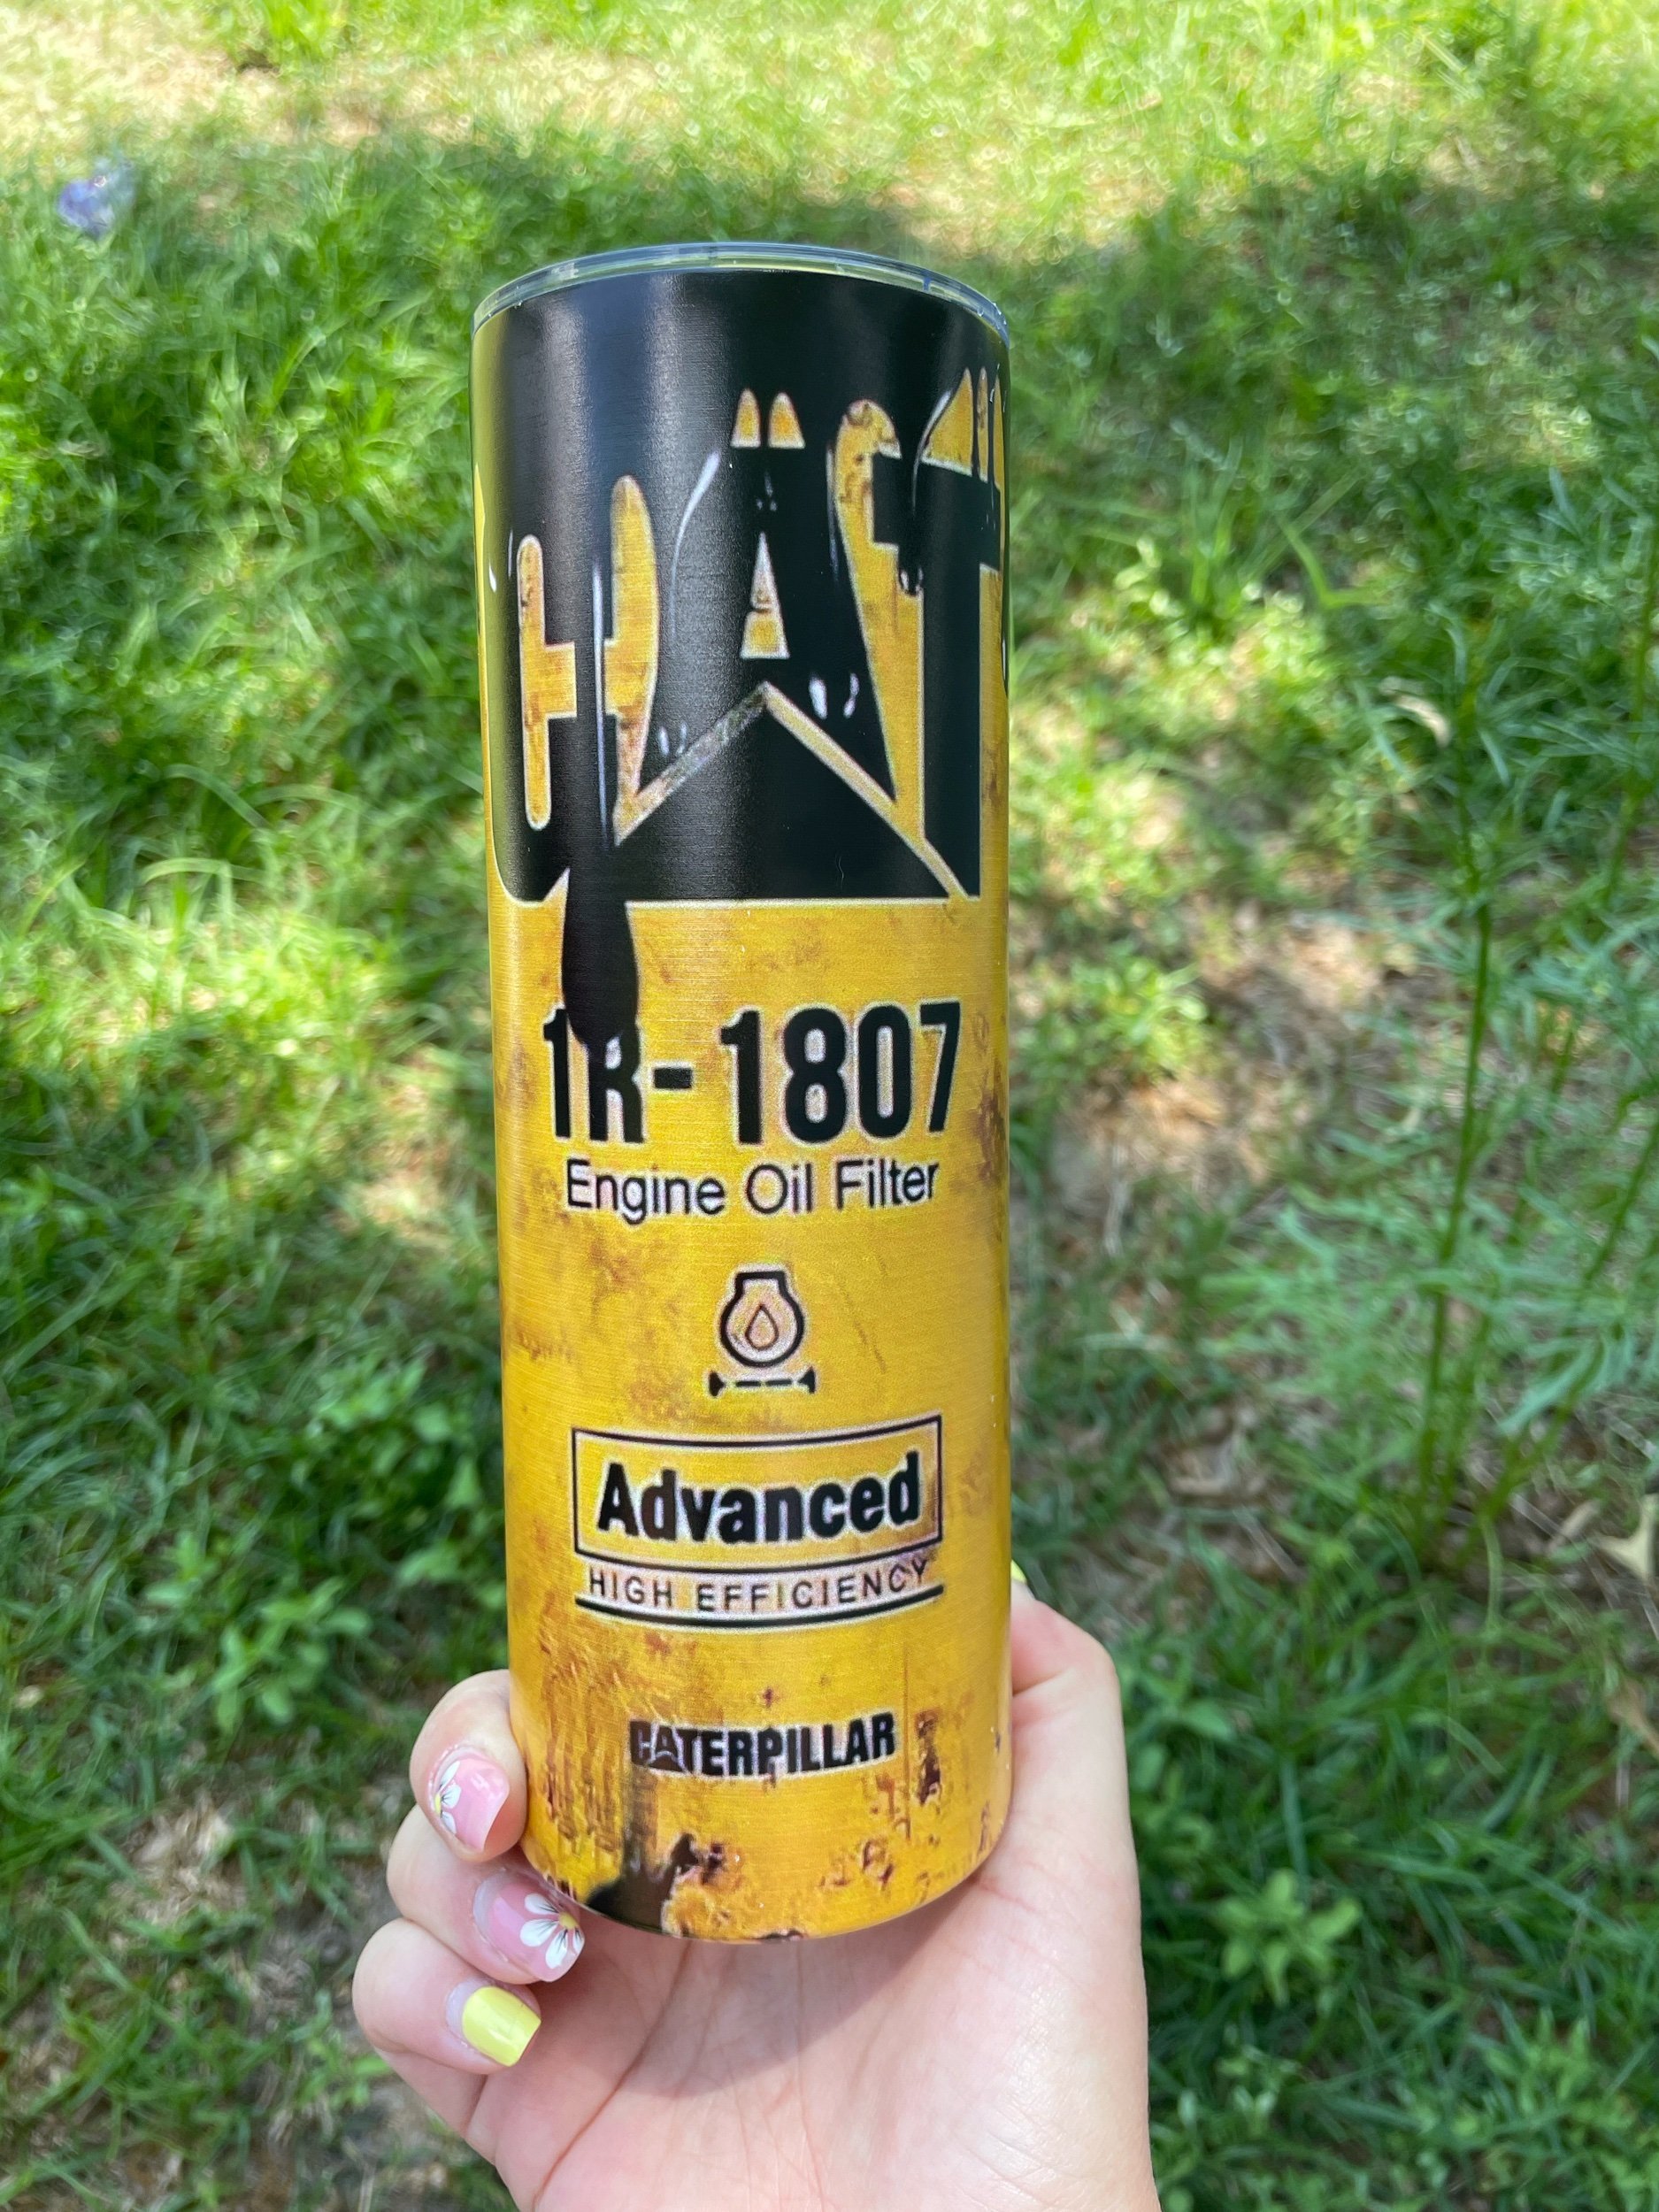 CAT
1R-1807
Engine Oil Filter
Advanced
HIGH EFFICIENCY
CATERPILLAR